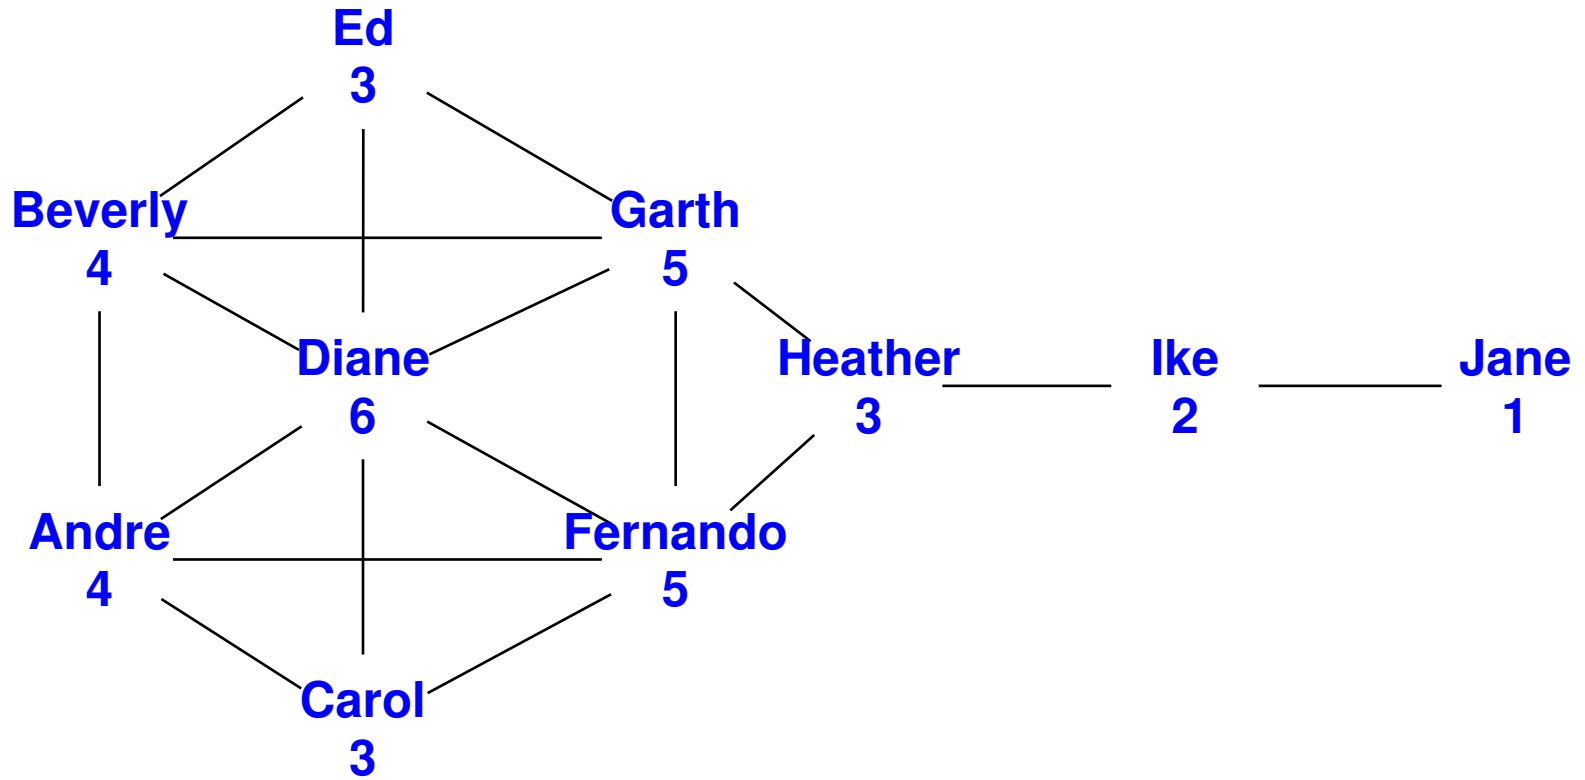 Ed
3
Beverly
4
Garth
5
Diane
6
Heather
3
Ike
2
Jane
1
Andre
4
Fernando
5
Carol
3